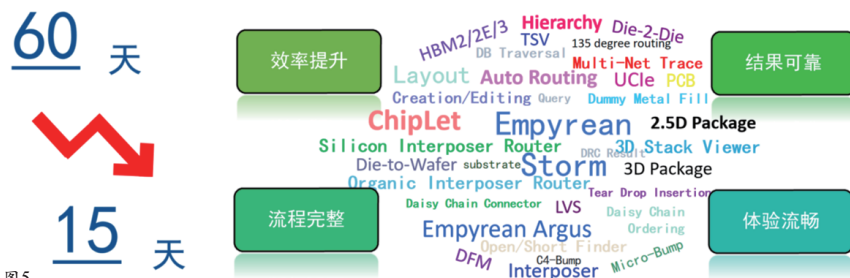 60 天
15 天
图 5
效率提升
结果可靠
流程完整
体验流畅
Hierarchy
Die-2-Die
HBM2/2E/3
TSV
135 degree routing
DB Traversal
Multi-Net Trace
Layout
Auto Routing
UCIe
PCB
Creation/Editing
Query
Dummy Metal Fill
ChipLet
Empyrean
2.5D Package
Silicon Interposer Router
DRC Result
3D Stack Viewer
Die-to-Wafer
substrate
Storm
3D Package
Organic Interposer Router
Tear Drop Insertion
Daisy Chain Connector
LVS
Daisy Chain
Ordering
Empyrean Argus
Open/Short Finder
DFM
C4-Bump
Micro-Bump
Interposer